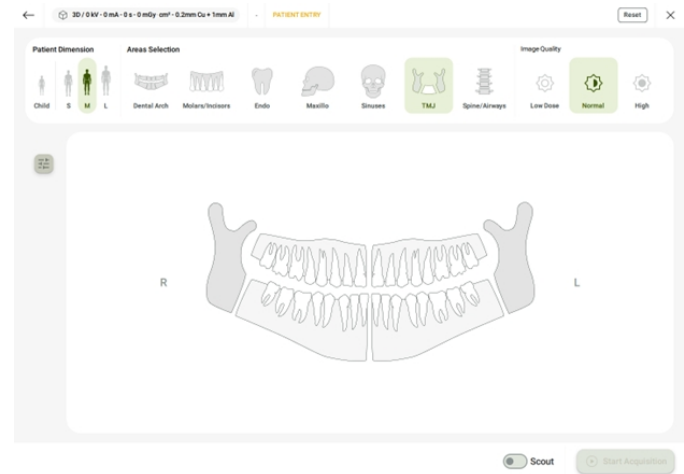 3D / 0 kV - 0 mA - 0 s - 0 mGy· cm² - 0.2mm Cu + 1mm Al
-
PATIENT ENTRY
Reset
Patient Dimension
Areas Selection
Image Quality
Child
S
M
L
Dental Arch
Molars/Incisors
Endo
Maxillo
Sinuses
TMJ
Spine/Airways
Low Dose
Normal
High
R
L
Scout
Start Acquisition